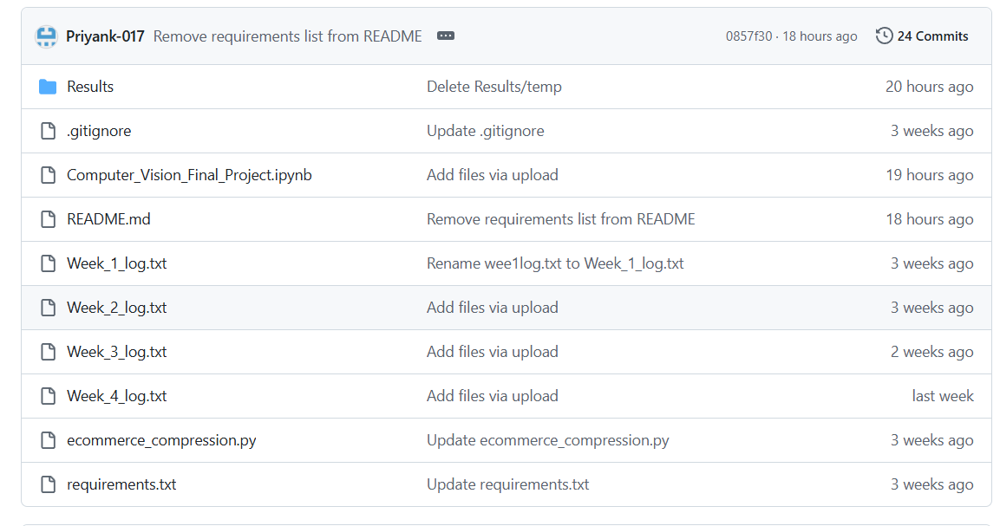 Priyank-017 Remove requirements list from README 0857f30 · 18 hours ago 24 Commits
Results Delete Results/temp 20 hours ago
.gitignore Update .gitignore 3 weeks ago
Computer_Vision_Final_Project.ipynb Add files via upload 19 hours ago
README.md Remove requirements list from README 18 hours ago
Week_1_log.txt Rename wee1log.txt to Week_1_log.txt 3 weeks ago
Week_2_log.txt Add files via upload 3 weeks ago
Week_3_log.txt Add files via upload 2 weeks ago
Week_4_log.txt Add files via upload last week
ecommerce_compression.py Update ecommerce_compression.py 3 weeks ago
requirements.txt Update requirements.txt 3 weeks ago